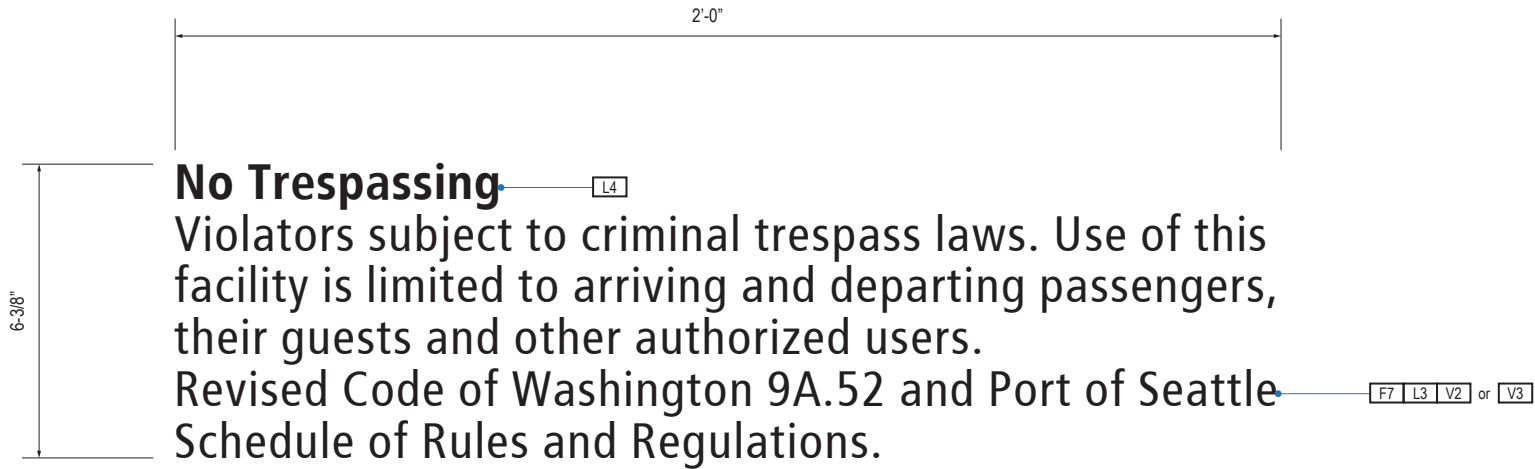 2’-0”
6-3/8”
No Trespassing L4
Violators subject to criminal trespass laws. Use of this
facility is limited to arriving and departing passengers,
their guests and other authorized users.
Revised Code of Washington 9A.52 and Port of Seattle F7 L3 V2 or V3
Schedule of Rules and Regulations.